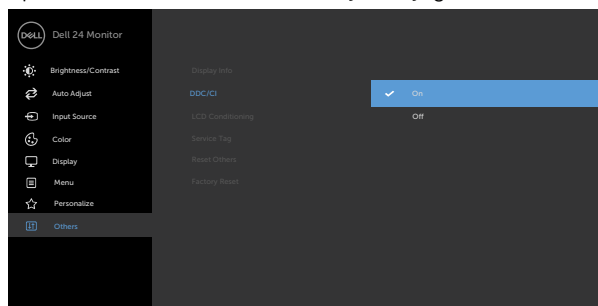 DELL Dell 24 Monitor
Brightness/Contrast
Display Info
Auto Adjust
DDC/CI
On
Input Source
LCD Conditioning
Off
Color
Service Tag
Display
Reset Others
Menu
Factory Reset
Personalize
Others